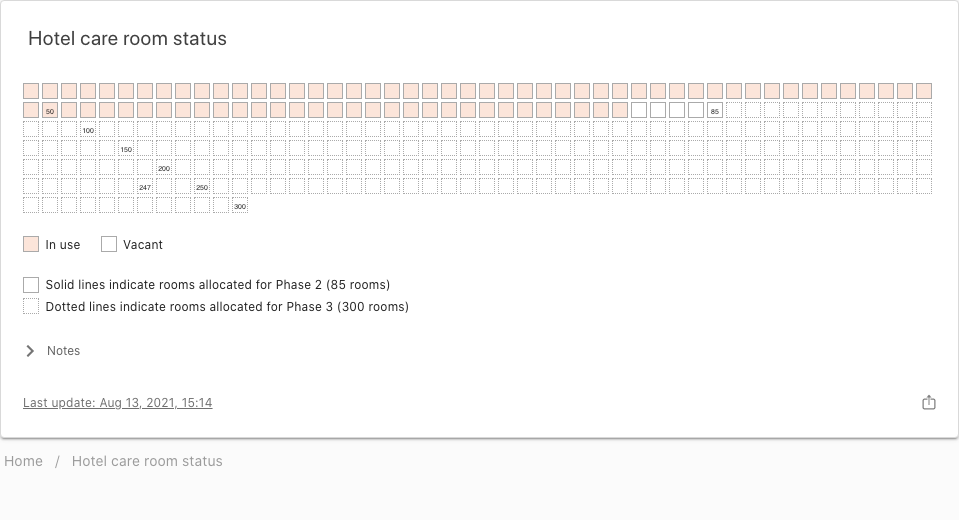 Hotel care room status
50
85
100
150
200
247 250
300
In use Vacant
Solid lines indicate rooms allocated for Phase 2 (85 rooms)
Dotted lines indicate rooms allocated for Phase 3 (300 rooms)
Notes
Last update: Aug 13, 2021, 15:14
Home / Hotel care room status